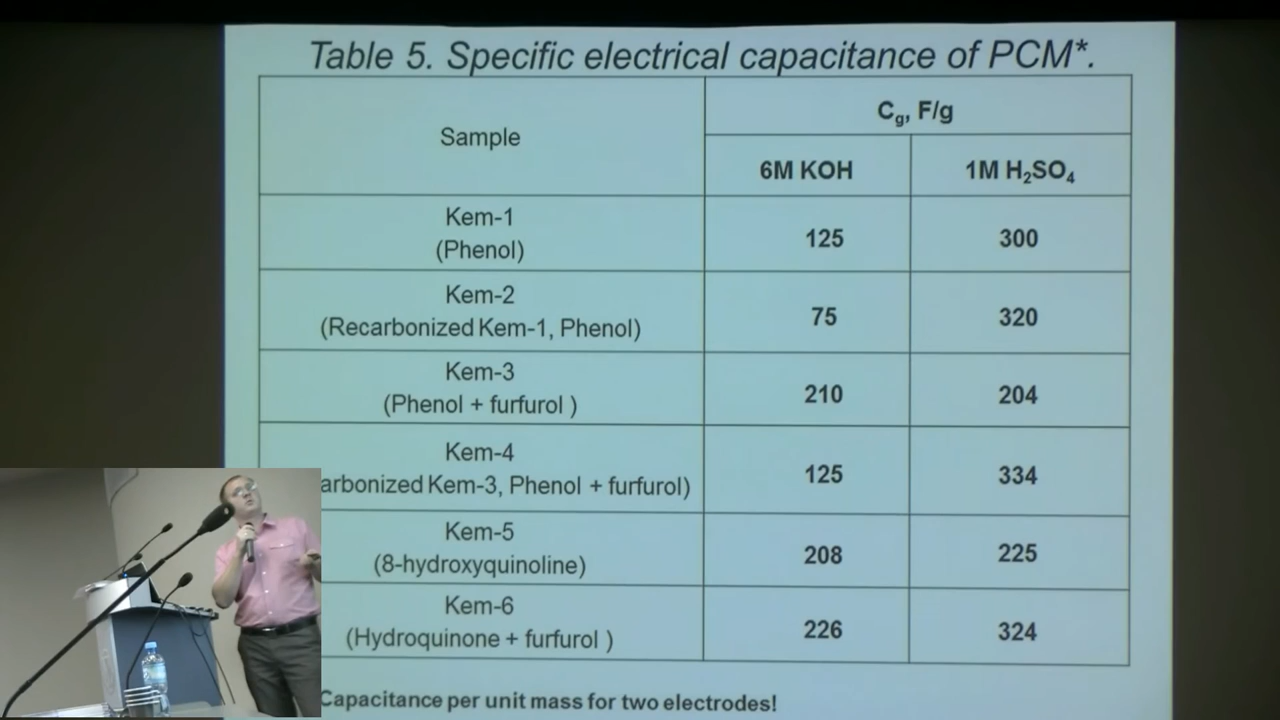 Table 5. Specific electrical capacitance of PCM*.
Sample
Cg, F/g
6M KOH
1M H2SO4
Kem-1
(Phenol)
125
300
Kem-2
(Recarbonized Kem-1, Phenol)
75
320
Kem-3
(Phenol + furfurol )
210
204
Kem-4
arbonized Kem-3, Phenol + furfurol)
125
334
Kem-5
(8-hydroxyquinoline)
208
225
Kem-6
(Hydroquinone + furfurol )
226
324
Capacitance per unit mass for two electrodes!